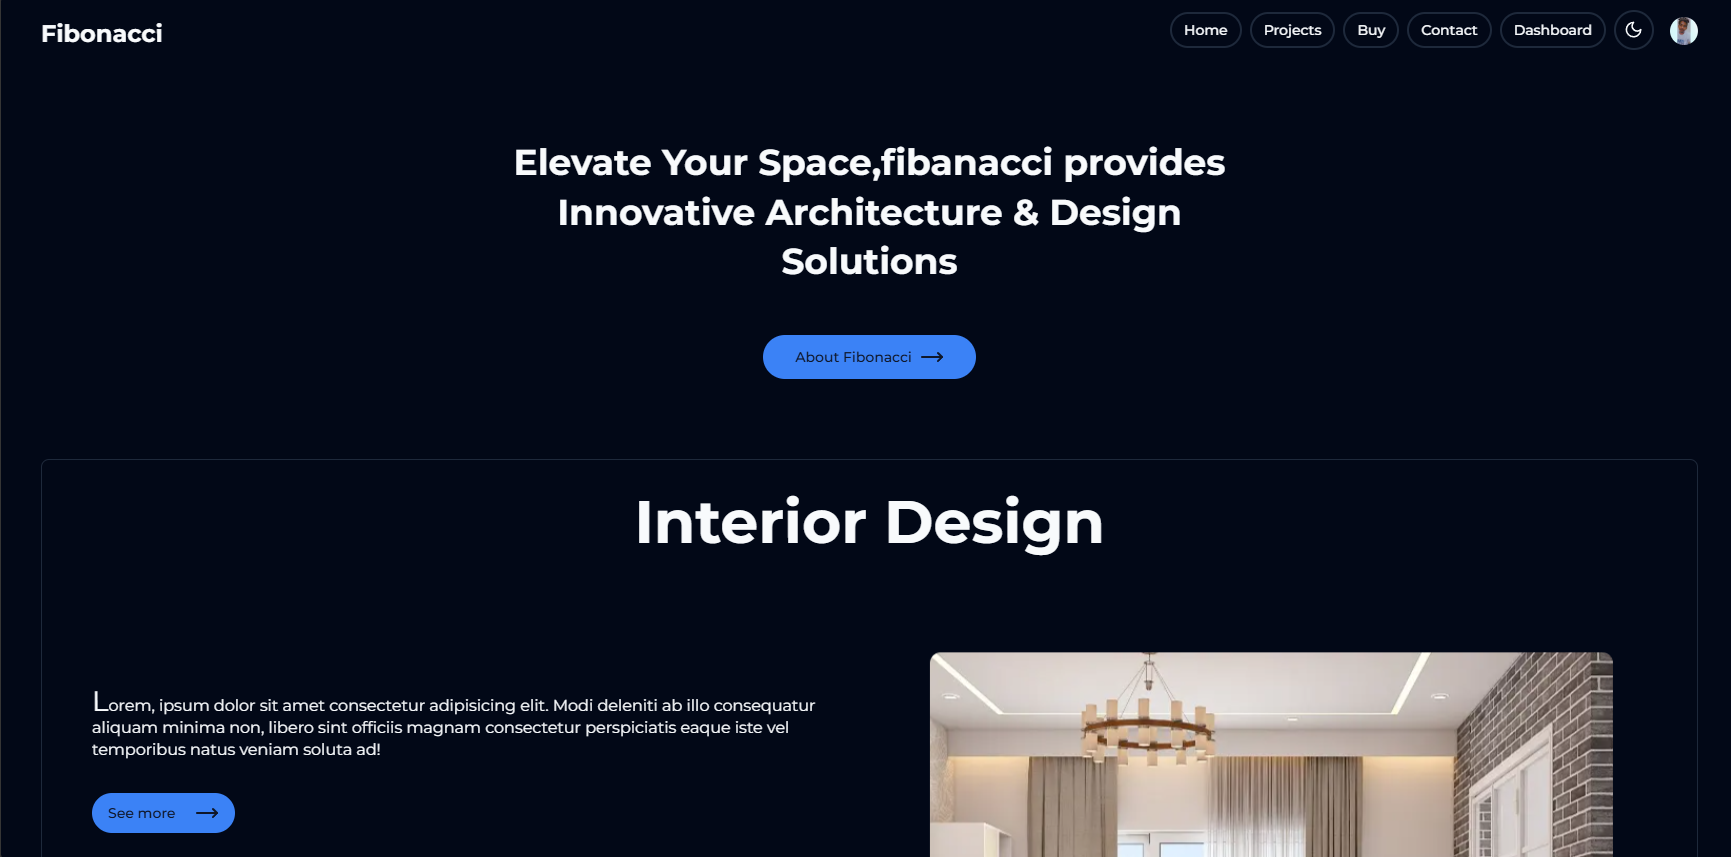 Fibonacci
Home Projects Buy Contact Dashboard
Elevate Your Space,fibanacci provides
Innovative Architecture & Design
Solutions
About Fibonacci
Interior Design
Lorem, ipsum dolor sit amet consectetur adipisicing elit. Modi deleniti ab illo consequatur
aliquam minima non, libero sint officiis magnam consectetur perspiciatis eaque iste vel
temporibus natus veniam soluta ad!
See more